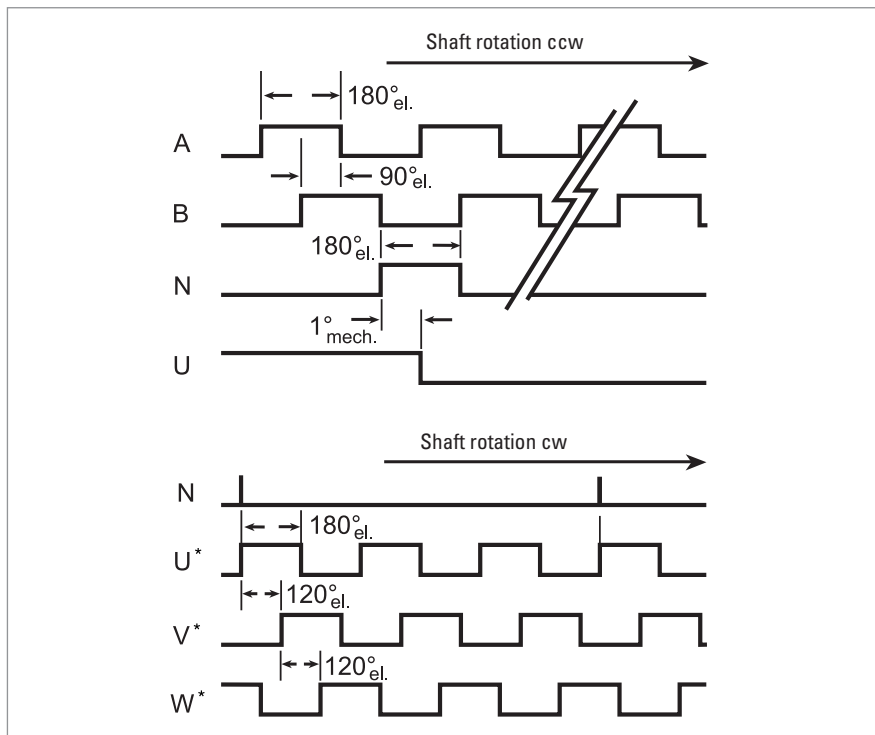 Shaft rotation ccw
180°el.
A
90°el.
B
180°el.
N
1°mech.
U
Shaft rotation cw
N
180°el.
U*
120°el.
V*
120°el.
W*